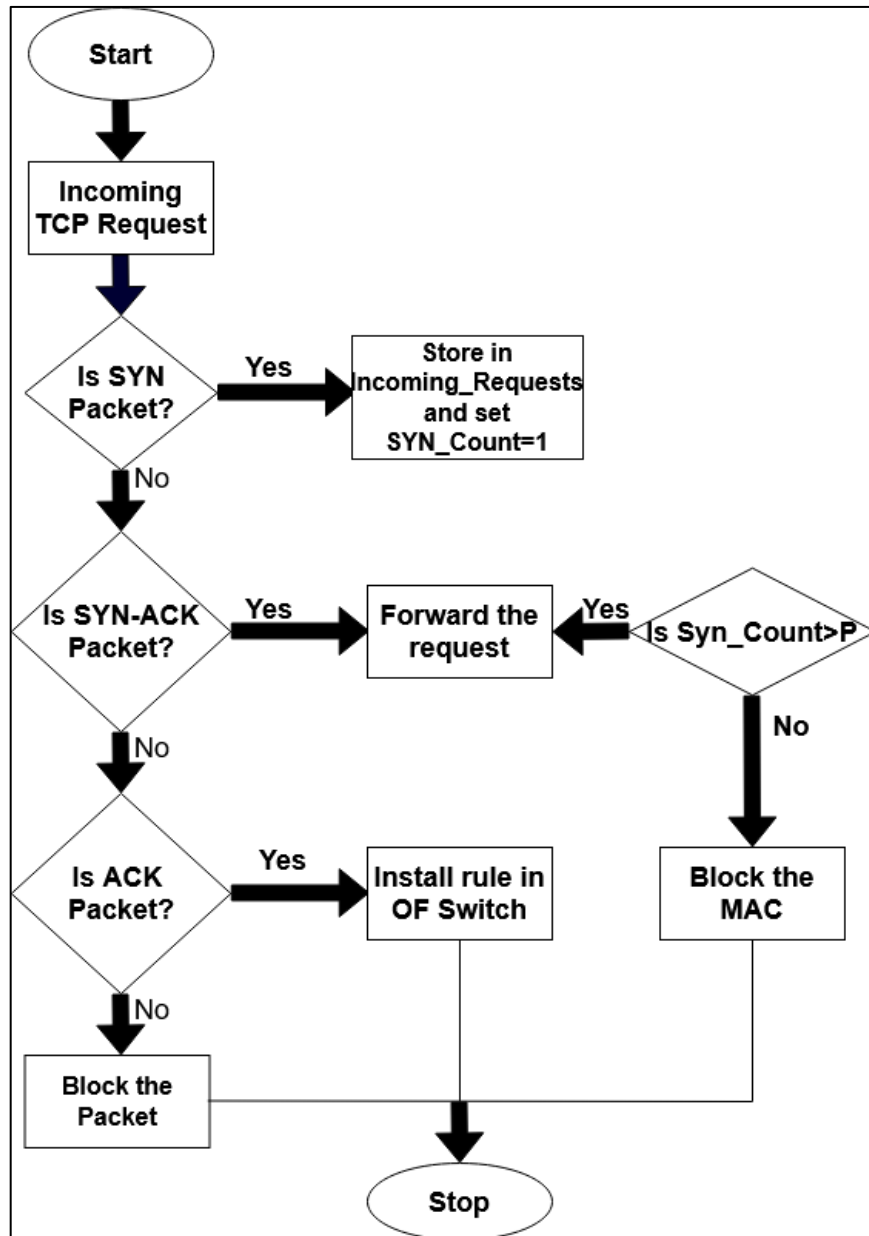 Start
Incoming
TCP Request
Is SYN
Packet?
Yes
Store in
Incoming_Requests
and set
SYN_Count=1
No
Is SYN-ACK
Packet?
Yes
Forward the
request
Yes
Is Syn_Count>P
No
No
Is ACK
Packet?
Yes
Install rule in
OF Switch
Block the
MAC
No
Block the
Packet
Stop